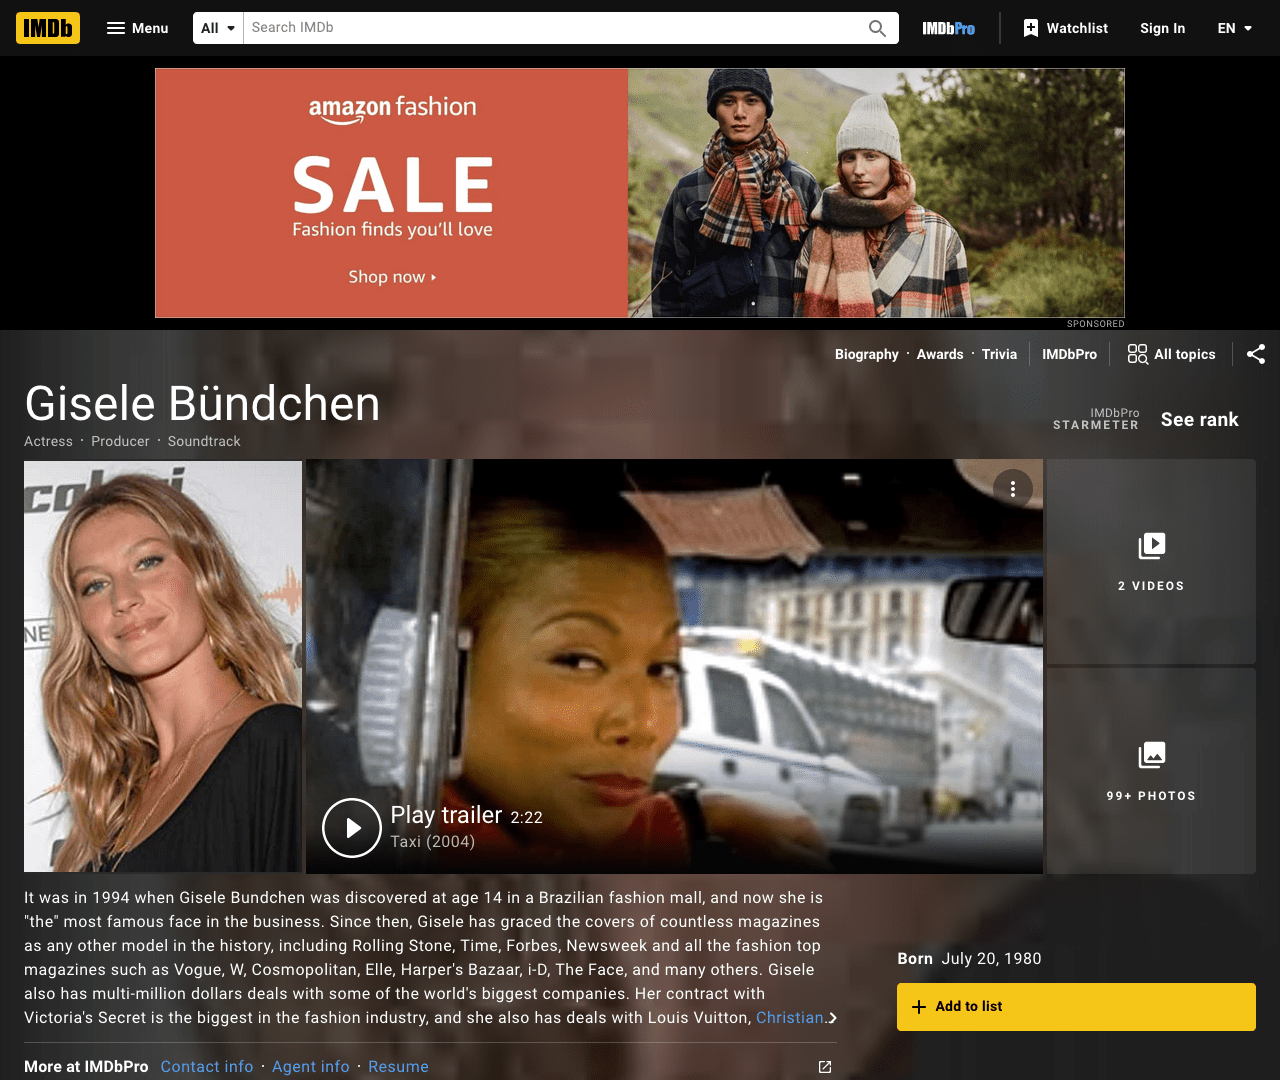 IMDb
Menu
All
Search IMDb
IMDbPro
Watchlist
Sign In
EN
amazon fashion
SALE
Fashion finds you'll love
Shop now
SPONSORED
Biography · Awards · Trivia
IMDbPro
All topics
Gisele Bündchen
Actress · Producer · Soundtrack
IMDbPro
STARMETER
See rank
NE
Play trailer 2:22
Taxi (2004)
2 VIDEOS
99+ PHOTOS
It was in 1994 when Gisele Bundchen was discovered at age 14 in a Brazilian fashion mall, and now she is
"the" most famous face in the business. Since then, Gisele has graced the covers of countless magazines
as any other model in the history, including Rolling Stone, Time, Forbes, Newsweek and all the fashion top
magazines such as Vogue, W, Cosmopolitan, Elle, Harper's Bazaar, i-D, The Face, and many others. Gisele
also has multi-million dollars deals with some of the world's biggest companies. Her contract with
Victoria's Secret is the biggest in the fashion industry, and she also has deals with Louis Vuitton, Christian..
Born July 20, 1980
Add to list
More at IMDbPro
Contact info · Agent info · Resume